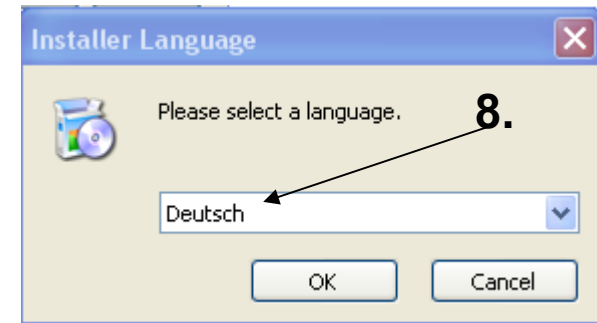 Installer Language
Please select a language.
8.
Deutsch
OK
Cancel